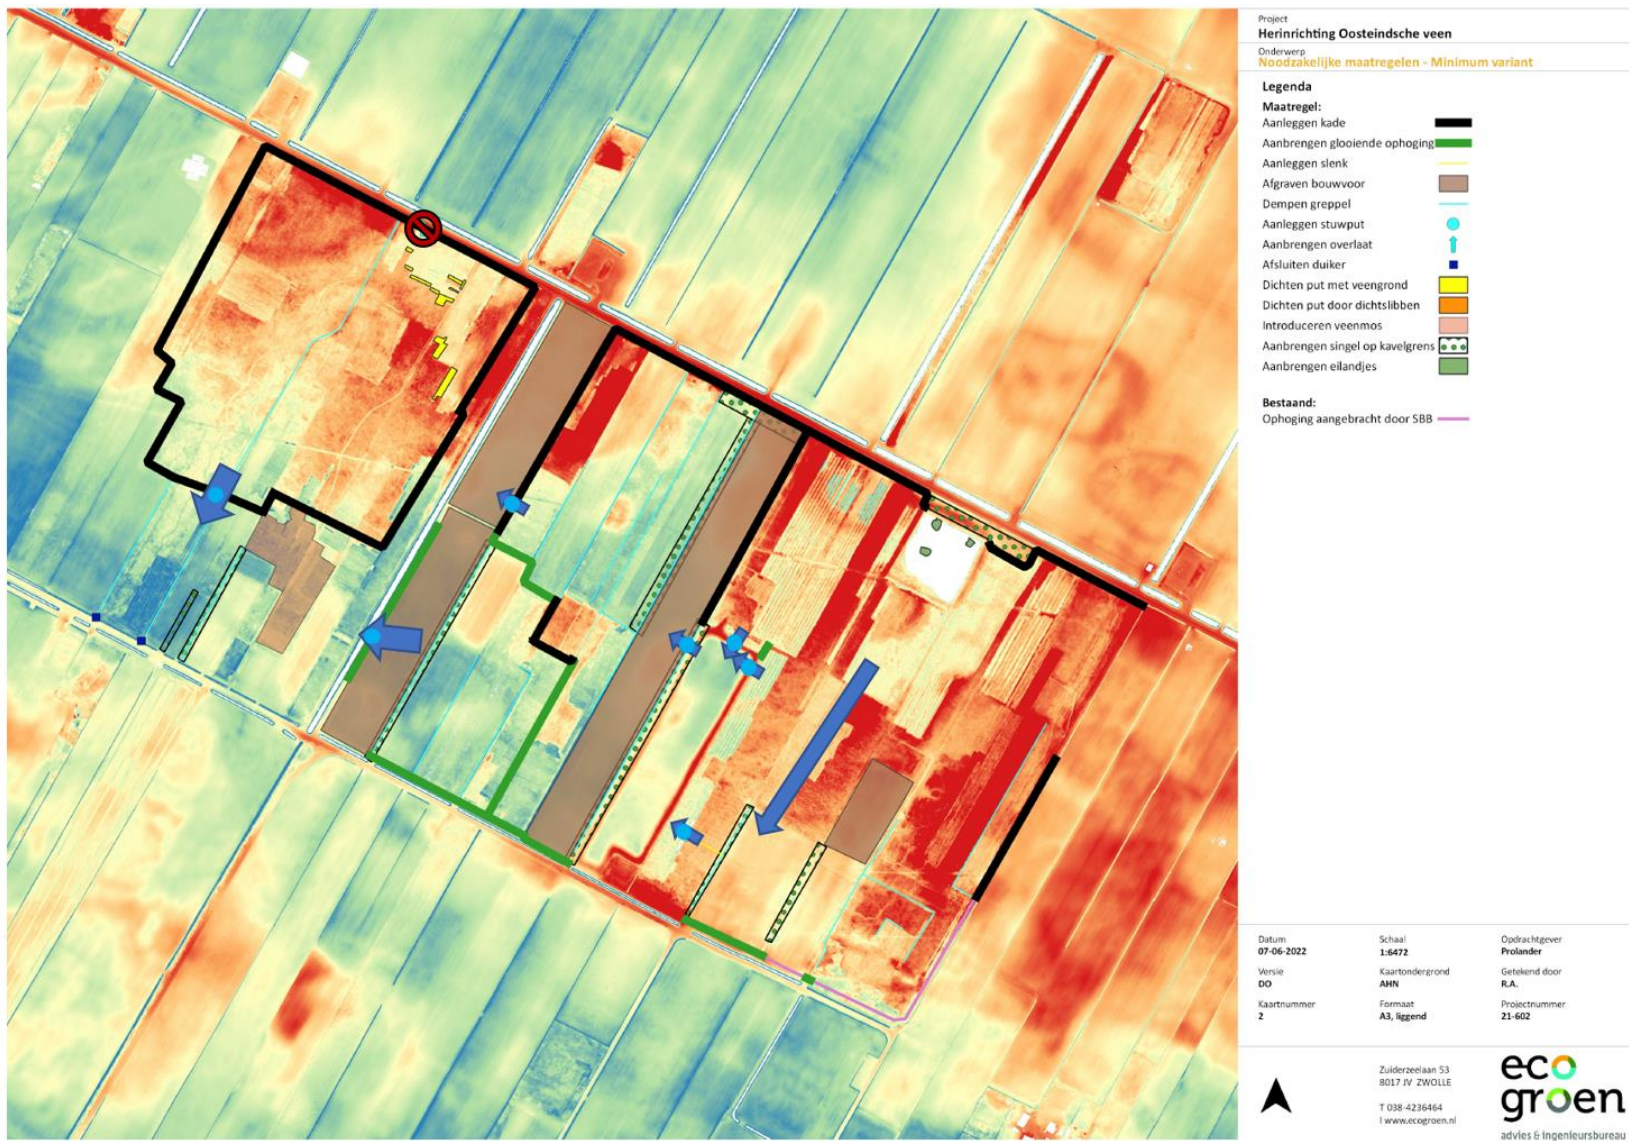 Project
Herinrichting Oosteindsche veen
Onderwerp
Noodzakelijke maatregelen - Minimum variant
Legenda
Maatregel:
Aanleggen kade
Aanbrengen glooiende ophoging
Aanleggen slenk
Afgraven bouwvoor
Dempen greppel
Aanleggen stuwput
Aanbrengen overlaat
Afsluiten duiker
Dichten put met veengrond
Dichten put door dichtslibben
Introduceren veenmos
Aanbrengen singel op kavelgrens
Aanbrengen eilandjes
Bestaand:
Ophoging aangebracht door SBB
Datum Schaal Opdrachtgever
07-06-2022 1:6472 Prolander
Versie Kaartondergrond Getekend door
DO AHN R.A.
Kaartnummer Formaat Projectnummer
2 A3, liggend 21-602
Zuiderzeelaan 53
8017 JV ZWOLLE
T 038-4236464
I www.ecogroen.nl
eco
groen
advies & ingenieursbureau